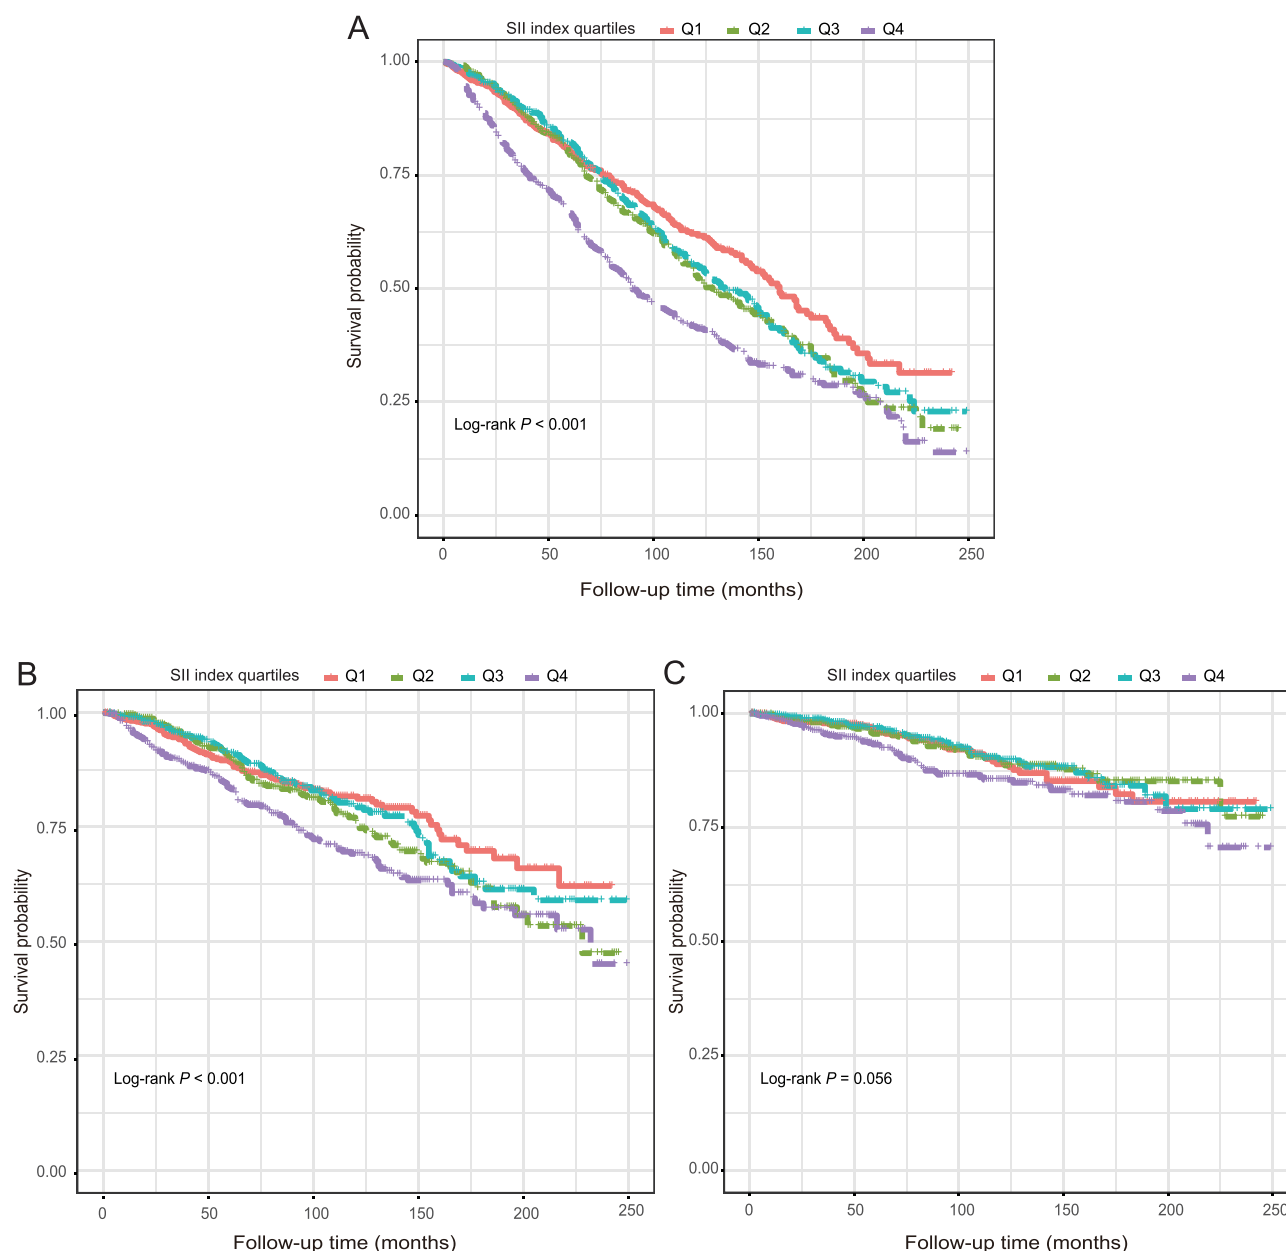 A
SII index quartiles Q1 Q2 Q3 Q4
1.00
0.75
0.50
0.25
0.00
Survival probability
Log-rank P < 0.001
0 50 100 150 200 250
Follow-up time (months)
B
SII index quartiles Q1 Q2 Q3 Q4
1.00
0.75
0.50
0.25
0.00
Survival probability
Log-rank P < 0.001
0 50 100 150 200 250
Follow-up time (months)
C
SII index quartiles Q1 Q2 Q3 Q4
1.00
0.75
0.50
0.25
0.00
Survival probability
Log-rank P = 0.056
0 50 100 150 200 250
Follow-up time (months)